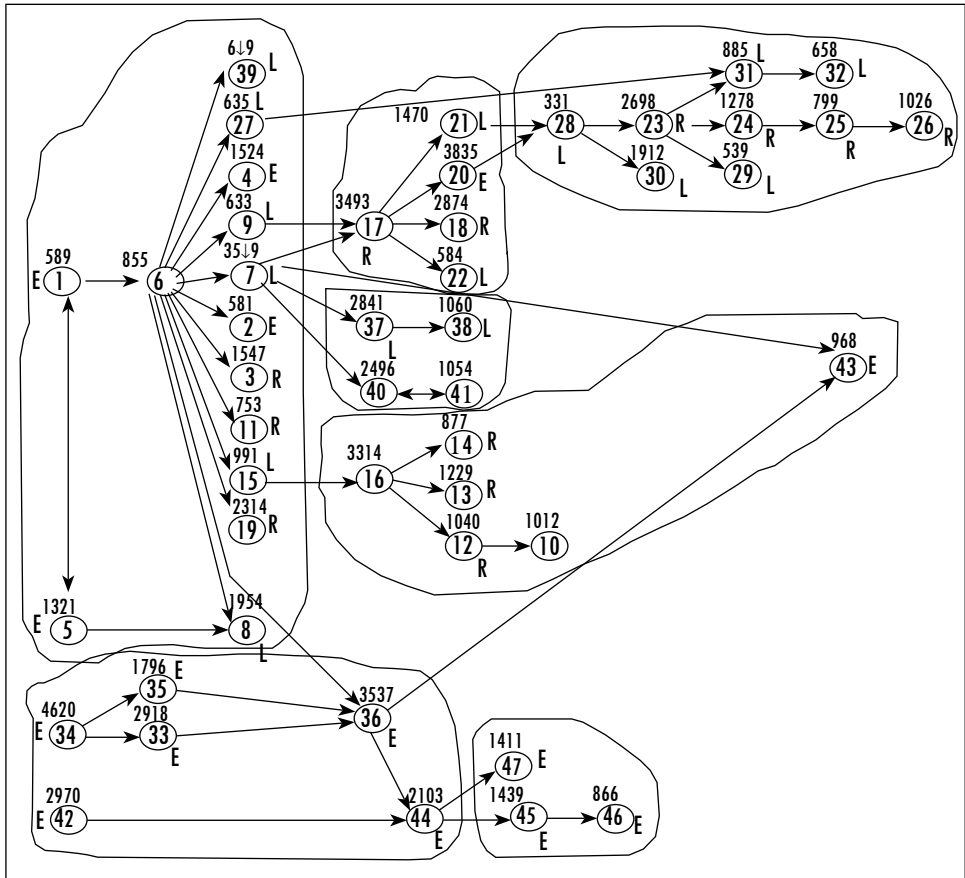 6↓9
39 L
635 L
27
1524
4 E
633 L
9
35↓9
7 L
581
2 E
1547
3 R
753
11 R
991 L
15
2314
19 R
1954
8
L
589
E 1
855
6
1321
E 5
1470
21 L
3835
20
E
3493
17
R
2874
18 R
584
22 L
331
28
L
2698
23 R
885 L
31
658
32 L
1278
24
R
799
25
R
1026
26
R
1912
30
L
539
29
L
2841
37
L
1060
38 L
2496
40
1054
41
968
43 E
3314
16
877
14 R
1229
13 R
1040
12
R
1012
10
1796 E
35
4620
E 34
2918
33
E
3537
36
E
2970
E 42
2103
44
E
1411
47 E
1439
45
E
866
46 E